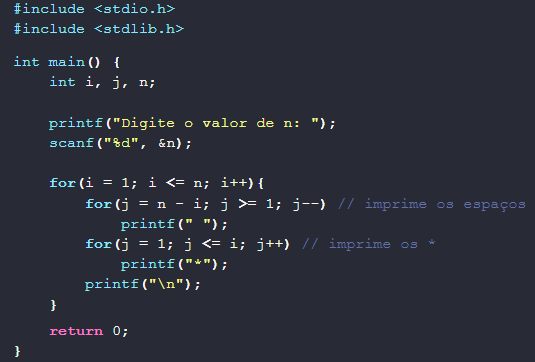 #include <stdio.h>
#include <stdlib.h>
int main() {
int i, j, n;
printf("Digite o valor de n: ");
scanf("%d", &n);
for(i = 1; i <= n; i++){
for(j = n - i; j >= 1; j--) // imprime os espaços
printf(" ");
for(j = 1; j <= i; j++) // imprime os *
printf("*");
printf("\n");
}
return 0;
}